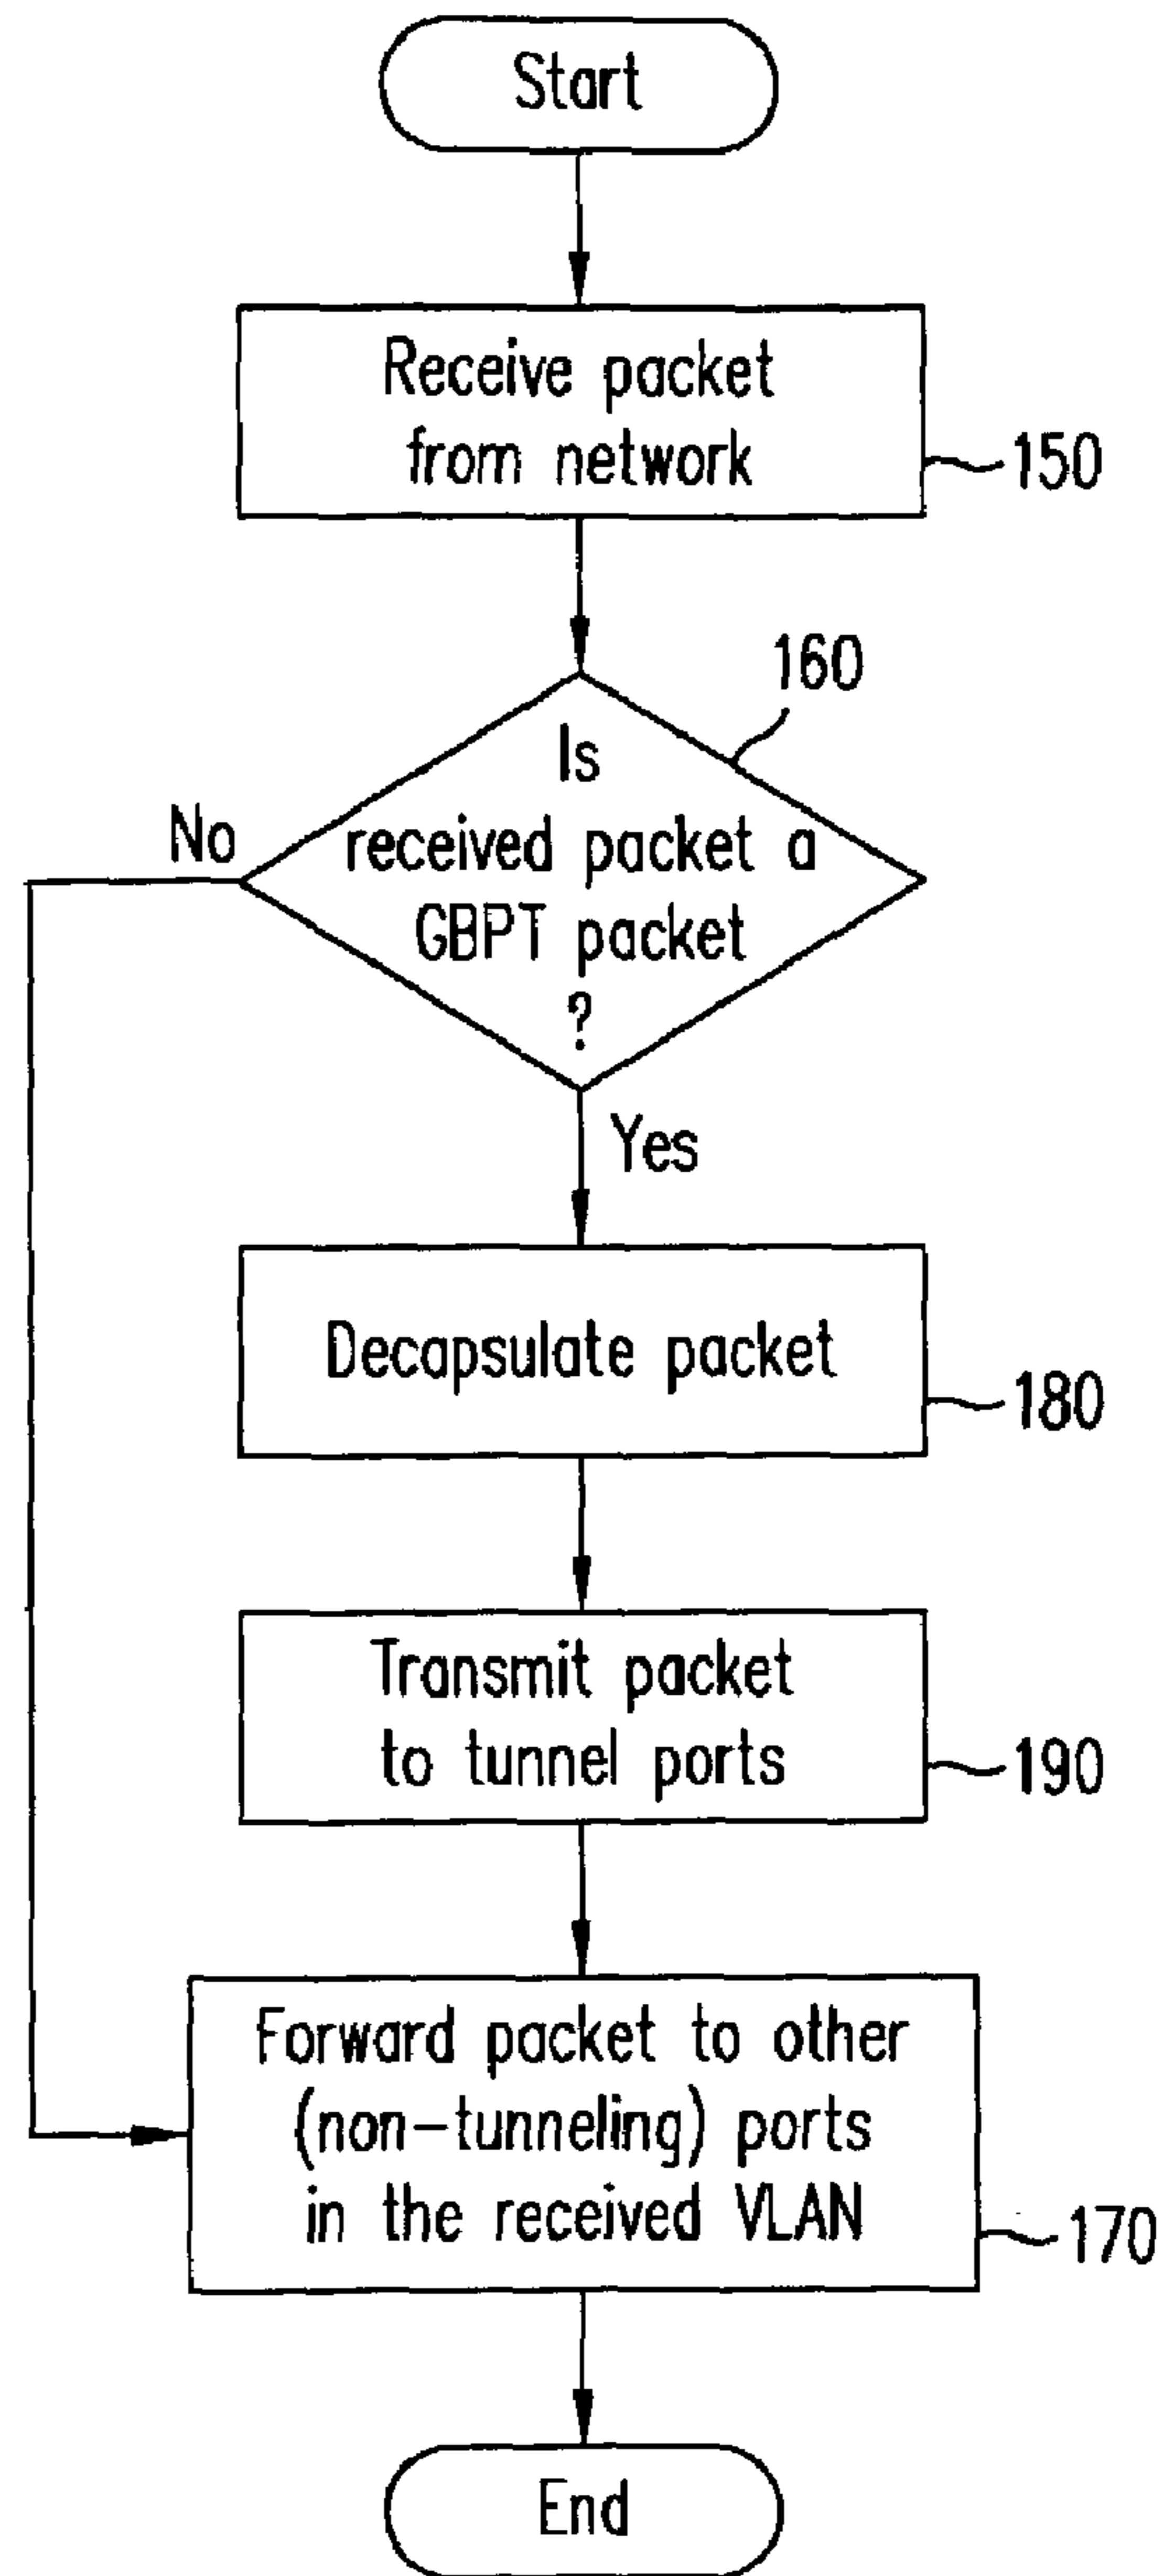 Start
Receive packet
from network
150
160
Is
received packet a
GBPT packet
?
No
Yes
Decapsulate packet
180
Transmit packet
to tunnel ports
190
Forward packet to other
(non-tunneling) ports
in the received VLAN
170
End